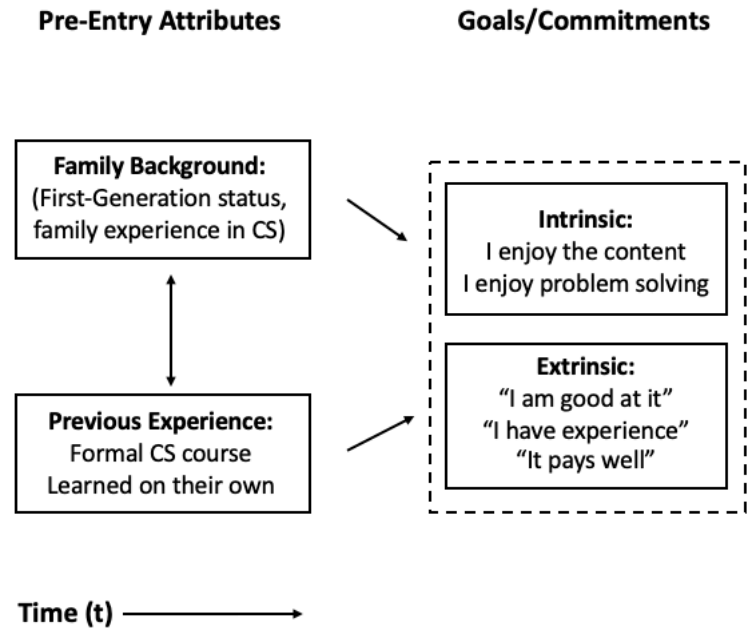 Pre-Entry Attributes
Goals/Commitments
Family Background:
(First-Generation status,
family experience in CS)
Previous Experience:
Formal CS course
Learned on their own
Intrinsic:
I enjoy the content
I enjoy problem solving
Extrinsic:
“I am good at it”
“I have experience”
“It pays well”
Time (t)